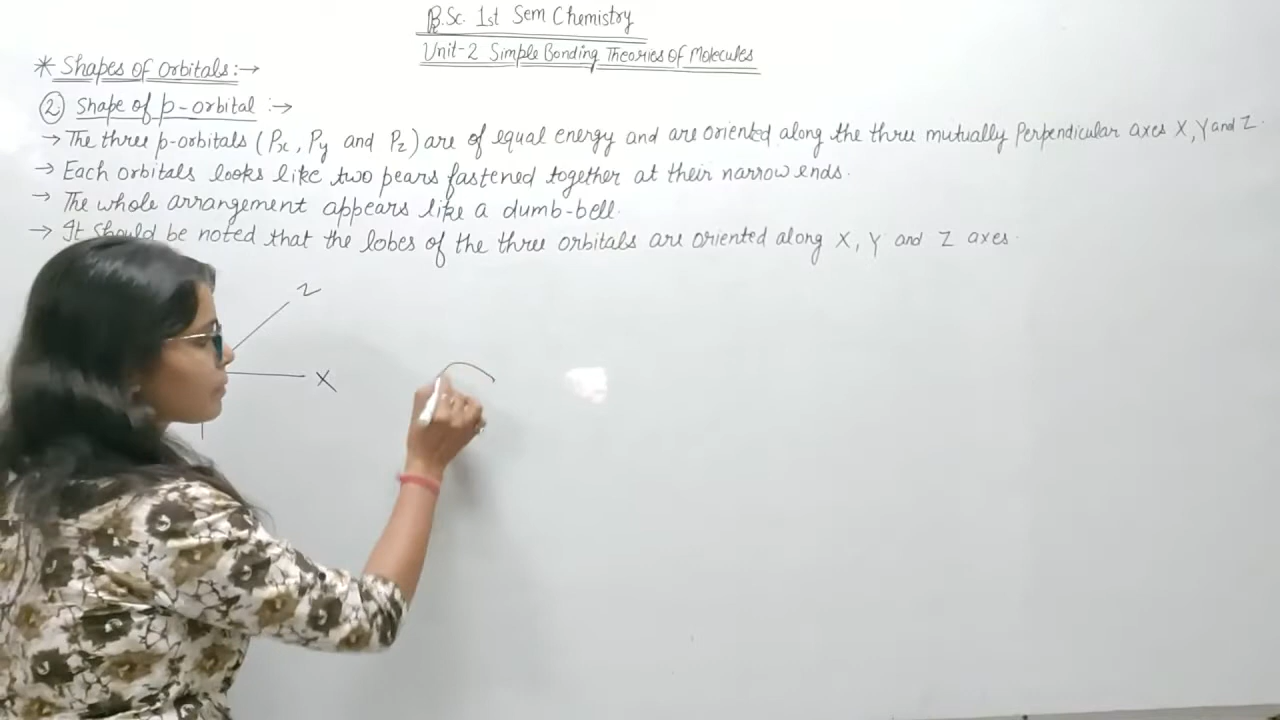 B.Sc. 1st Sem Chemistry
Unit-2 Simple Bonding Theories of Molecules
* Shapes of Orbitals:→
② Shape of p-orbital :→
→ The three p-orbitals (Px, Py and Pz) are of equal energy and are oriented along the three mutually Perpendicular axes X, Y and Z.
→ Each orbitals looks like two pears fastened together at their narrow ends.
→ The whole arrangement appears like a dumb-bell.
→ It should be noted that the lobes of the three orbitals are oriented along X, Y and Z axes.
Z
X